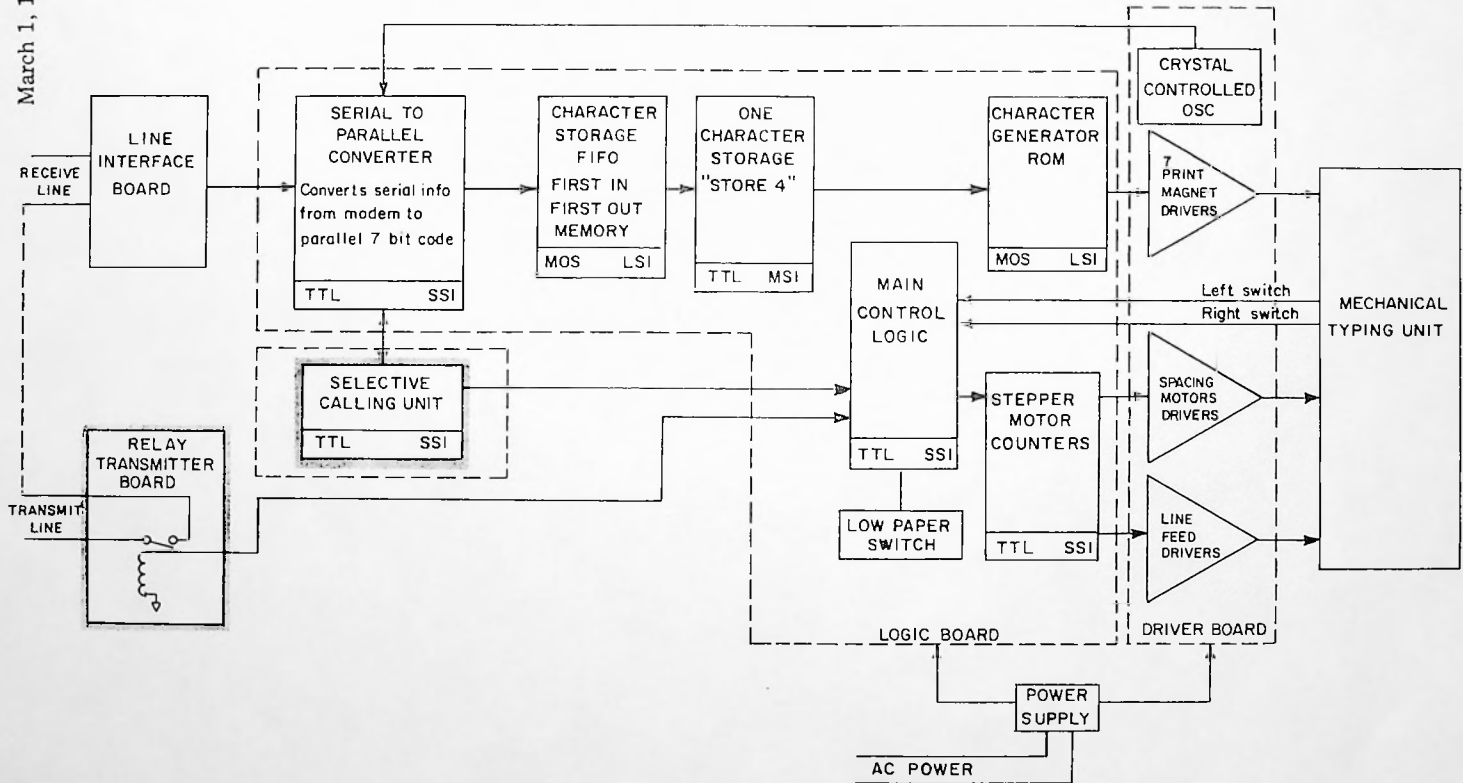 March 1, 1
CRYSTAL
CONTROLLED
OSC
LINE
INTERFACE
BOARD
RECEIVE
LINE
SERIAL TO
PARALLEL
CONVERTER
Converts serial info
from modem to
parallel 7 bit code
TTL SSI
CHARACTER
STORAGE
FIFO
FIRST IN
FIRST OUT
MEMORY
MOS LSI
ONE
CHARACTER
STORAGE
"STORE 4"
TTL MSI
CHARACTER
GENERATOR
ROM
MOS LSI
7
PRINT
MAGNET
DRIVERS
MECHANICAL
TYPING UNIT
Left switch
Right switch
MAIN
CONTROL
LOGIC
TTL SSI
SELECTIVE
CALLING UNIT
TTL SSI
STEPPER
MOTOR
COUNTERS
TTL SSI
SPACING
MOTORS
DRIVERS
RELAY
TRANSMITTER
BOARD
TRANSMIT
LINE
LOW PAPER
SWITCH
LINE
FEED
DRIVERS
LOGIC BOARD
DRIVER BOARD
POWER
SUPPLY
AC POWER